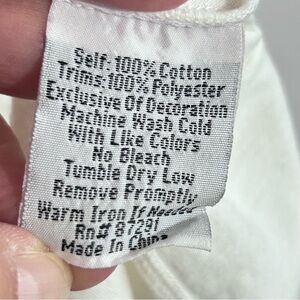 Self: 100% Cotton
Trims: 100% Polyester
Exclusive Of Decoration
Machine Wash Cold
With Like Colors
No Bleach
Tumble Dry Low
Remove Promptly
Warm Iron If Needed
Rn# 87291
Made In China